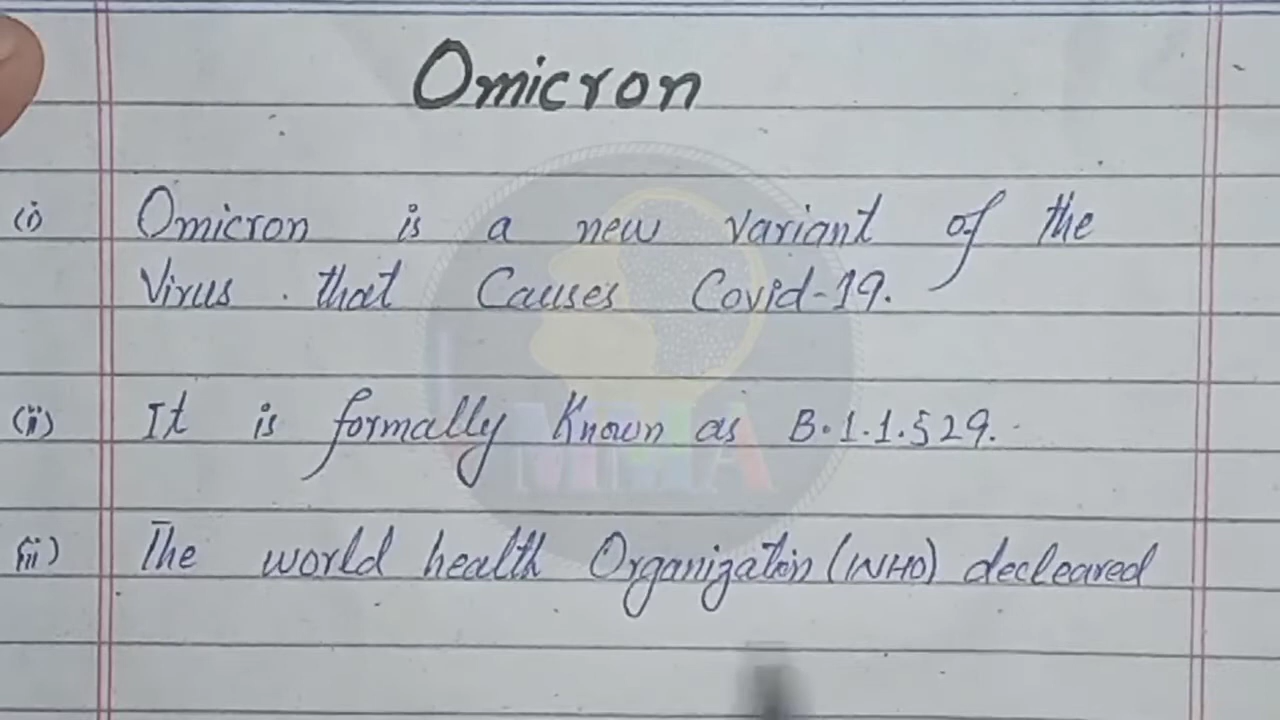 Omicron
(i) Omicron is a new variant of the
Virus that Causes Covid-19.
(ii) It is formally Known as B.1.1.529.
(iii) The world health Organization (WHO) decleared
MMA